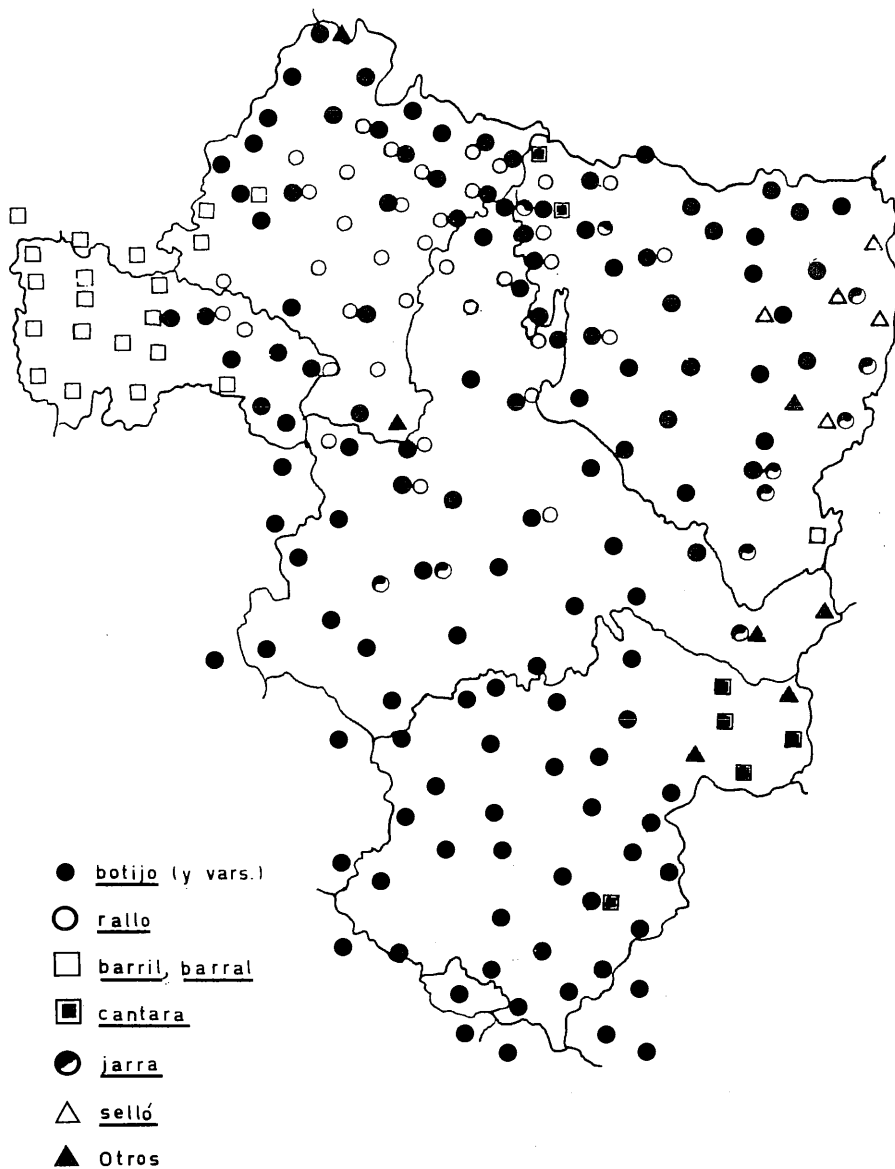 botijo (y vars.)
rallo
barril, barral
cantara
jarra
selló
Otros